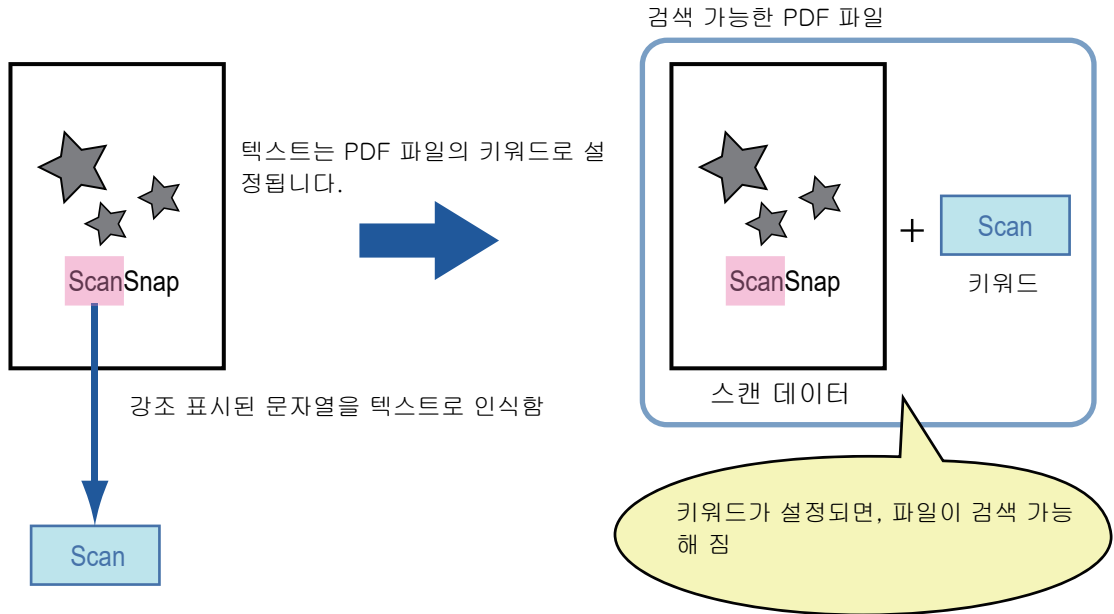 검색 가능한 PDF 파일
텍스트는 PDF 파일의 키워드로 설
정됩니다.
ScanSnap
강조 표시된 문자열을 텍스트로 인식함
Scan
ScanSnap
+
Scan
키워드
스캔 데이터
키워드가 설정되면, 파일이 검색 가능
해 짐